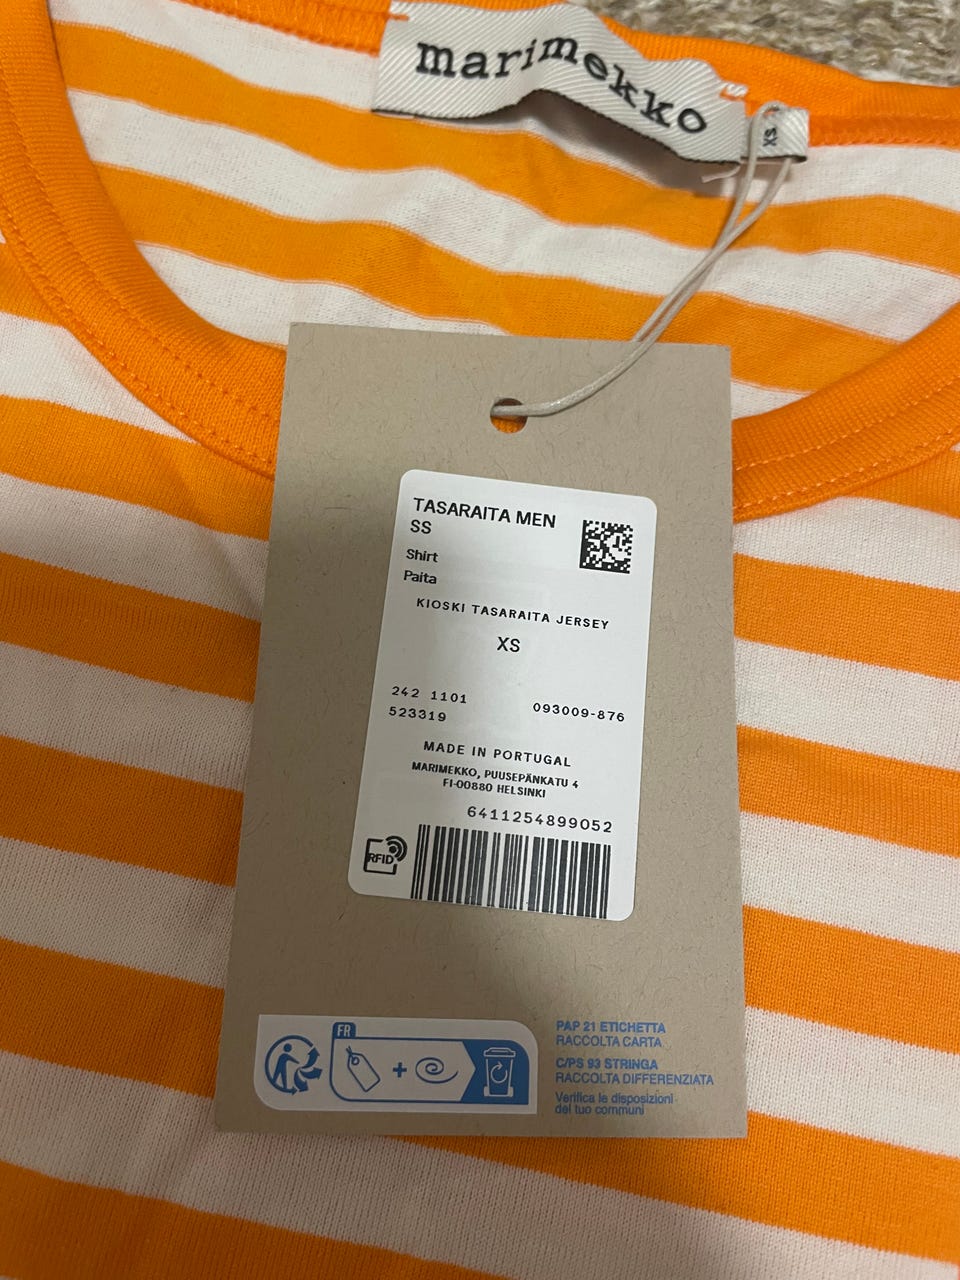 marimekko
XS
TASARAITA MEN
SS
Shirt
Paita
KIOSKI TASARAITA JERSEY
XS
242 1101
523319
093009-876
MADE IN PORTUGAL
MARIMEKKO, PUUSEPÄNKATU 4
FI-00880 HELSINKI
6411254899052
RFID
FR
+
PAP 21 ETICHETTA
RACCOLTA CARTA
C/PS 93 STRINGA
RACCOLTA DIFFERENZIATA
Verifica le disposizioni
del tuo comuni